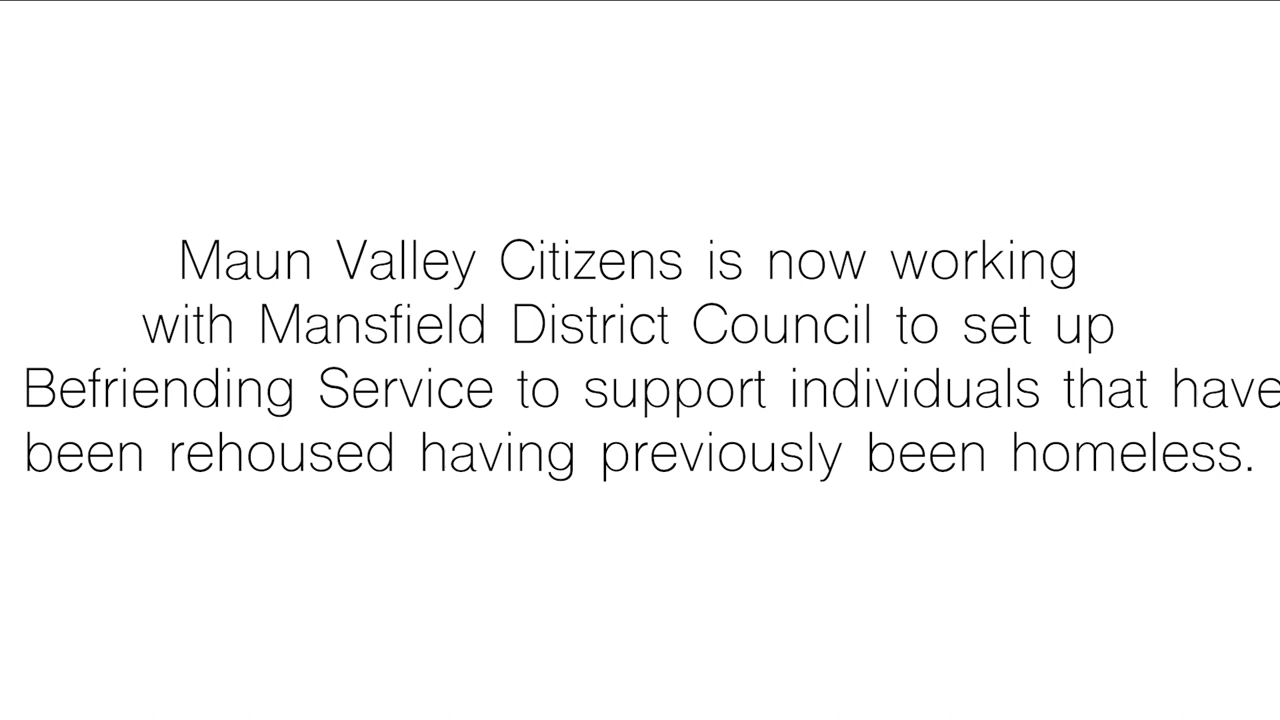 Maun Valley Citizens is now working
with Mansfield District Council to set up
Befriending Service to support individuals that have
been rehoused having previously been homeless.